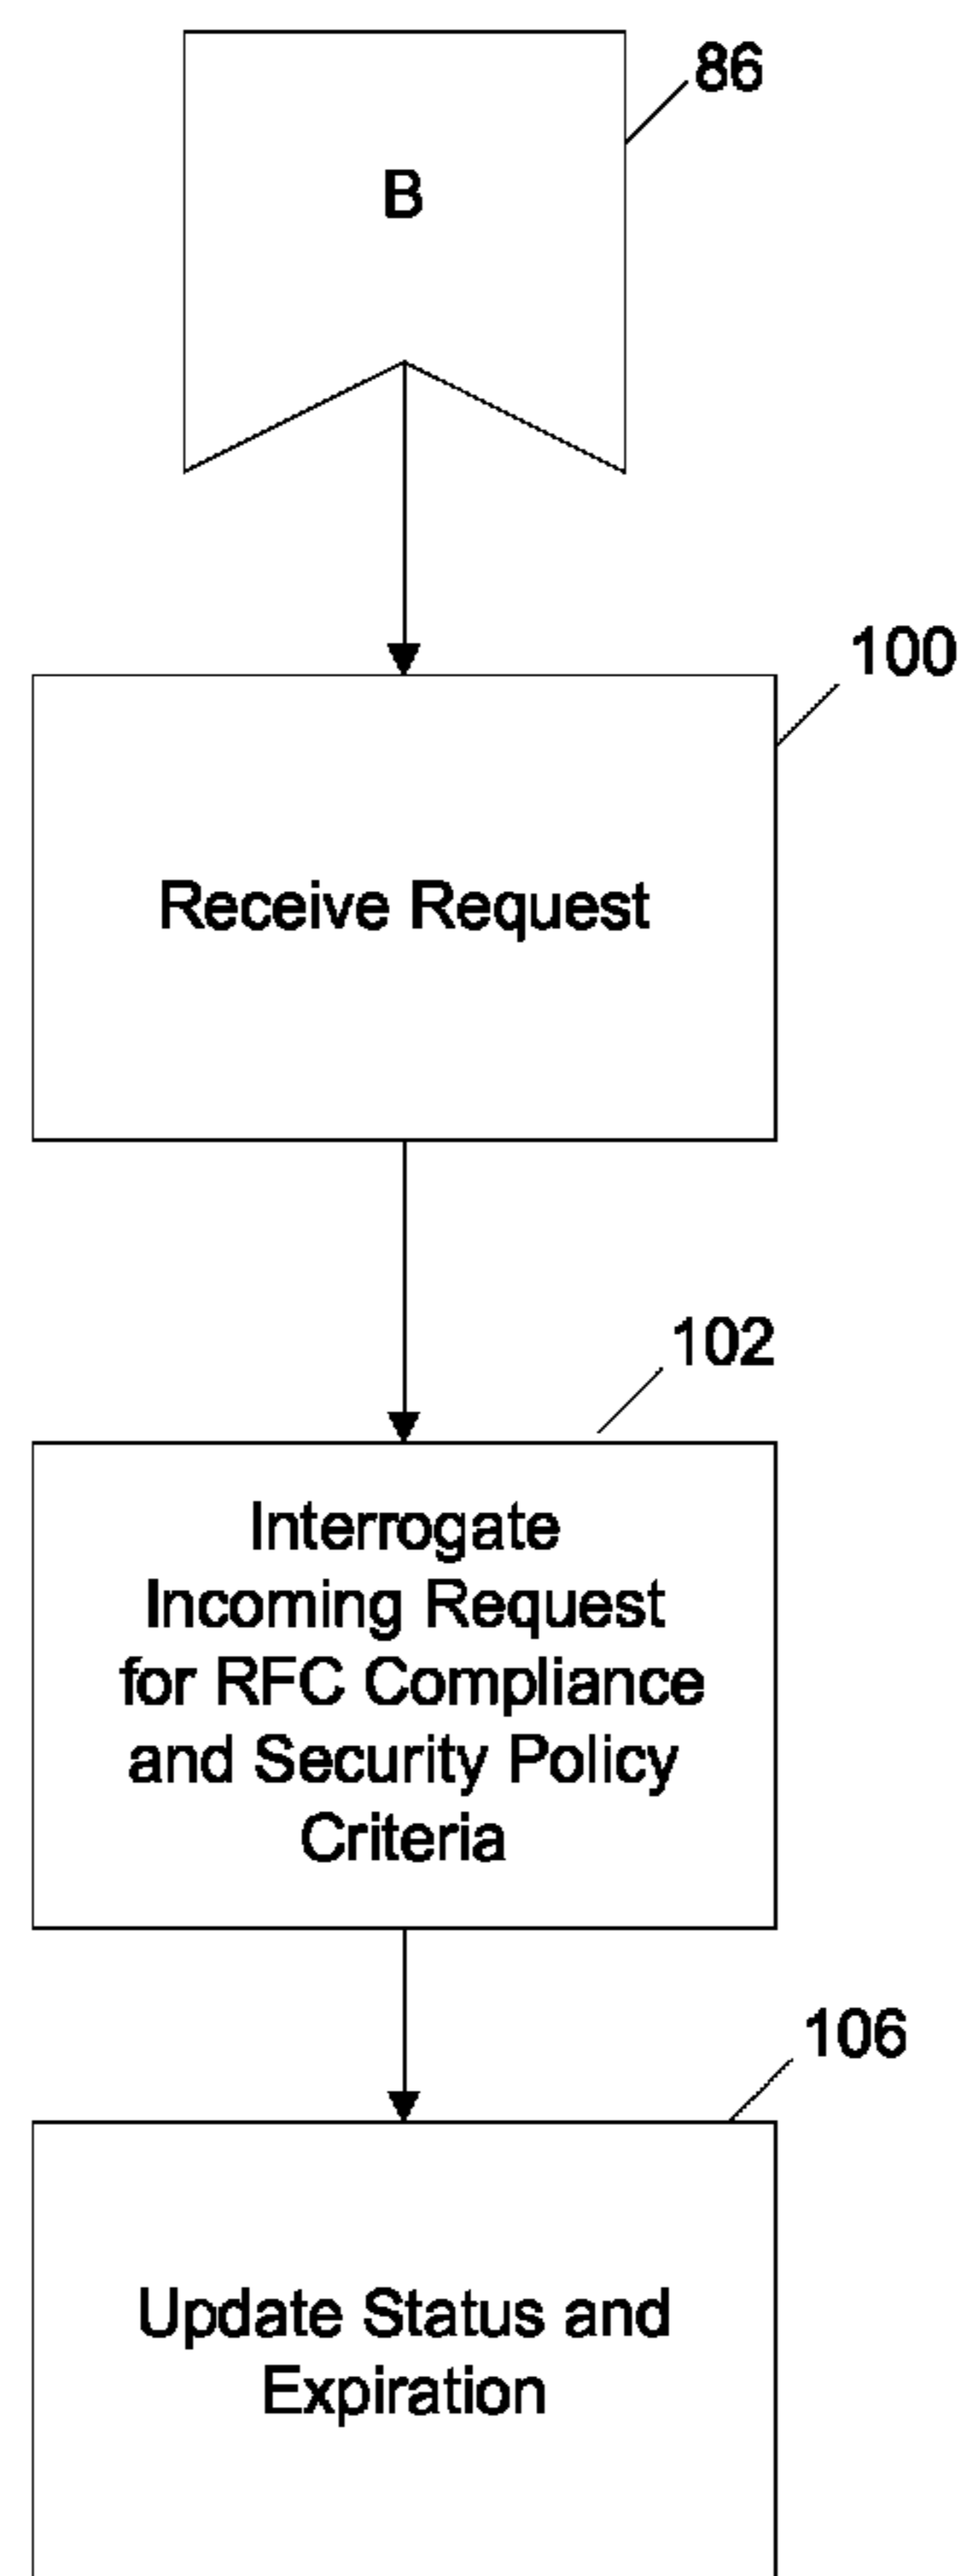 86
B
100
Receive Request
102
Interrogate
Incoming Request
for RFC Compliance
and Security Policy
Criteria
106
Update Status and
Expiration